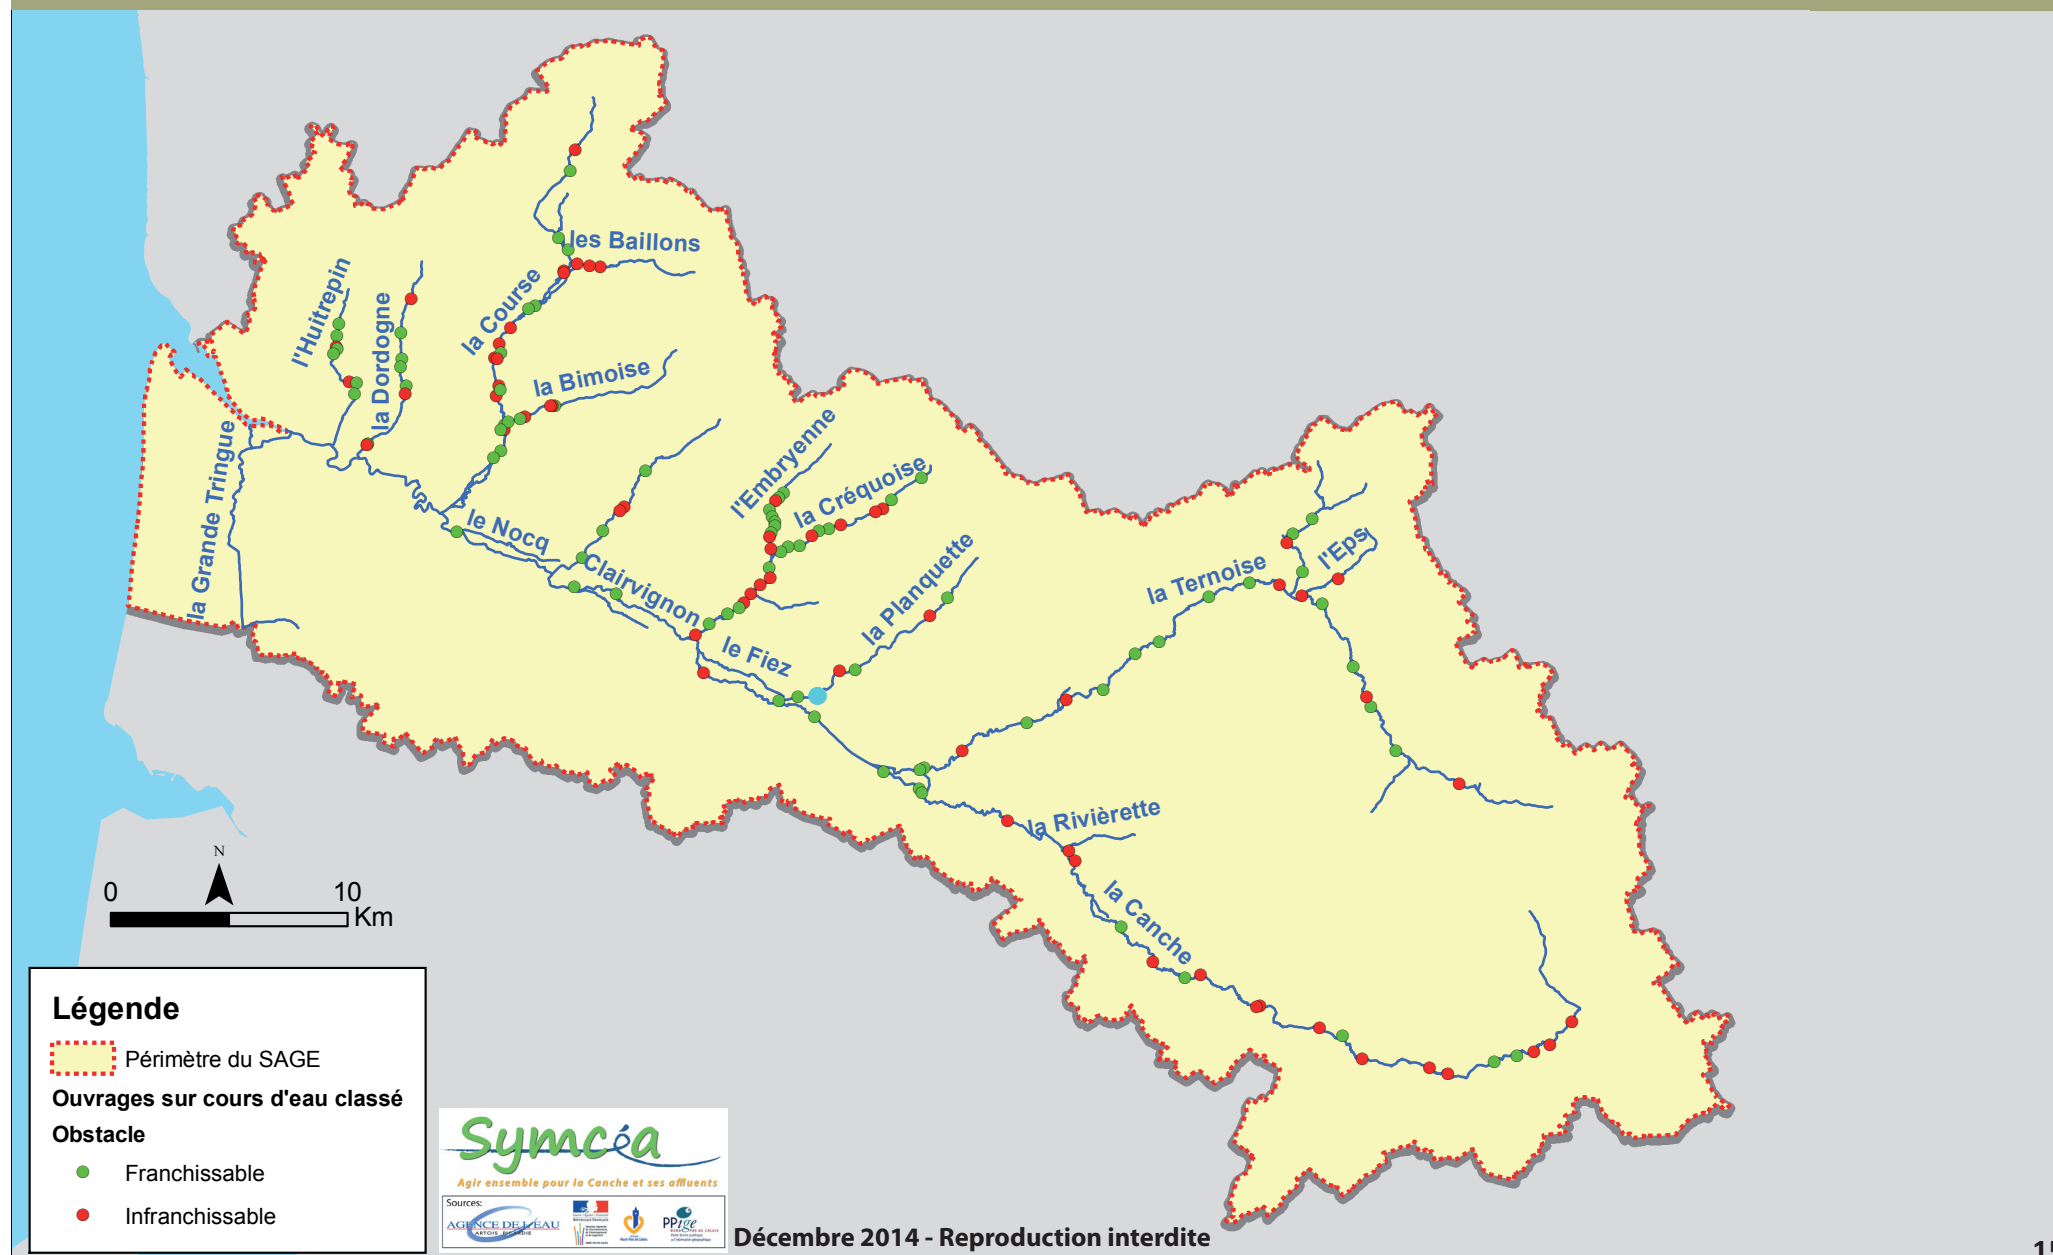 les Baillons
l'Huitrepin
la Dordogne
la Course
la Bimoise
l'Embryenne
la Créquoise
la Grande Tringue
le Nocq
Clairvignon
la Planquette
le Fiez
la Ternoise
l'Eps
la Rivièrette
la Canche
N
0 10
Km
Légende
Périmètre du SAGE
Ouvrages sur cours d'eau classé
Obstacle
Franchissable
Infranchissable
Symcéa
Agir ensemble pour la Canche et ses affluents
Sources:
AGENCE DE L'EAU
ARTOIS - PICARDIE
PPige
Décembre 2014 - Reproduction interdite